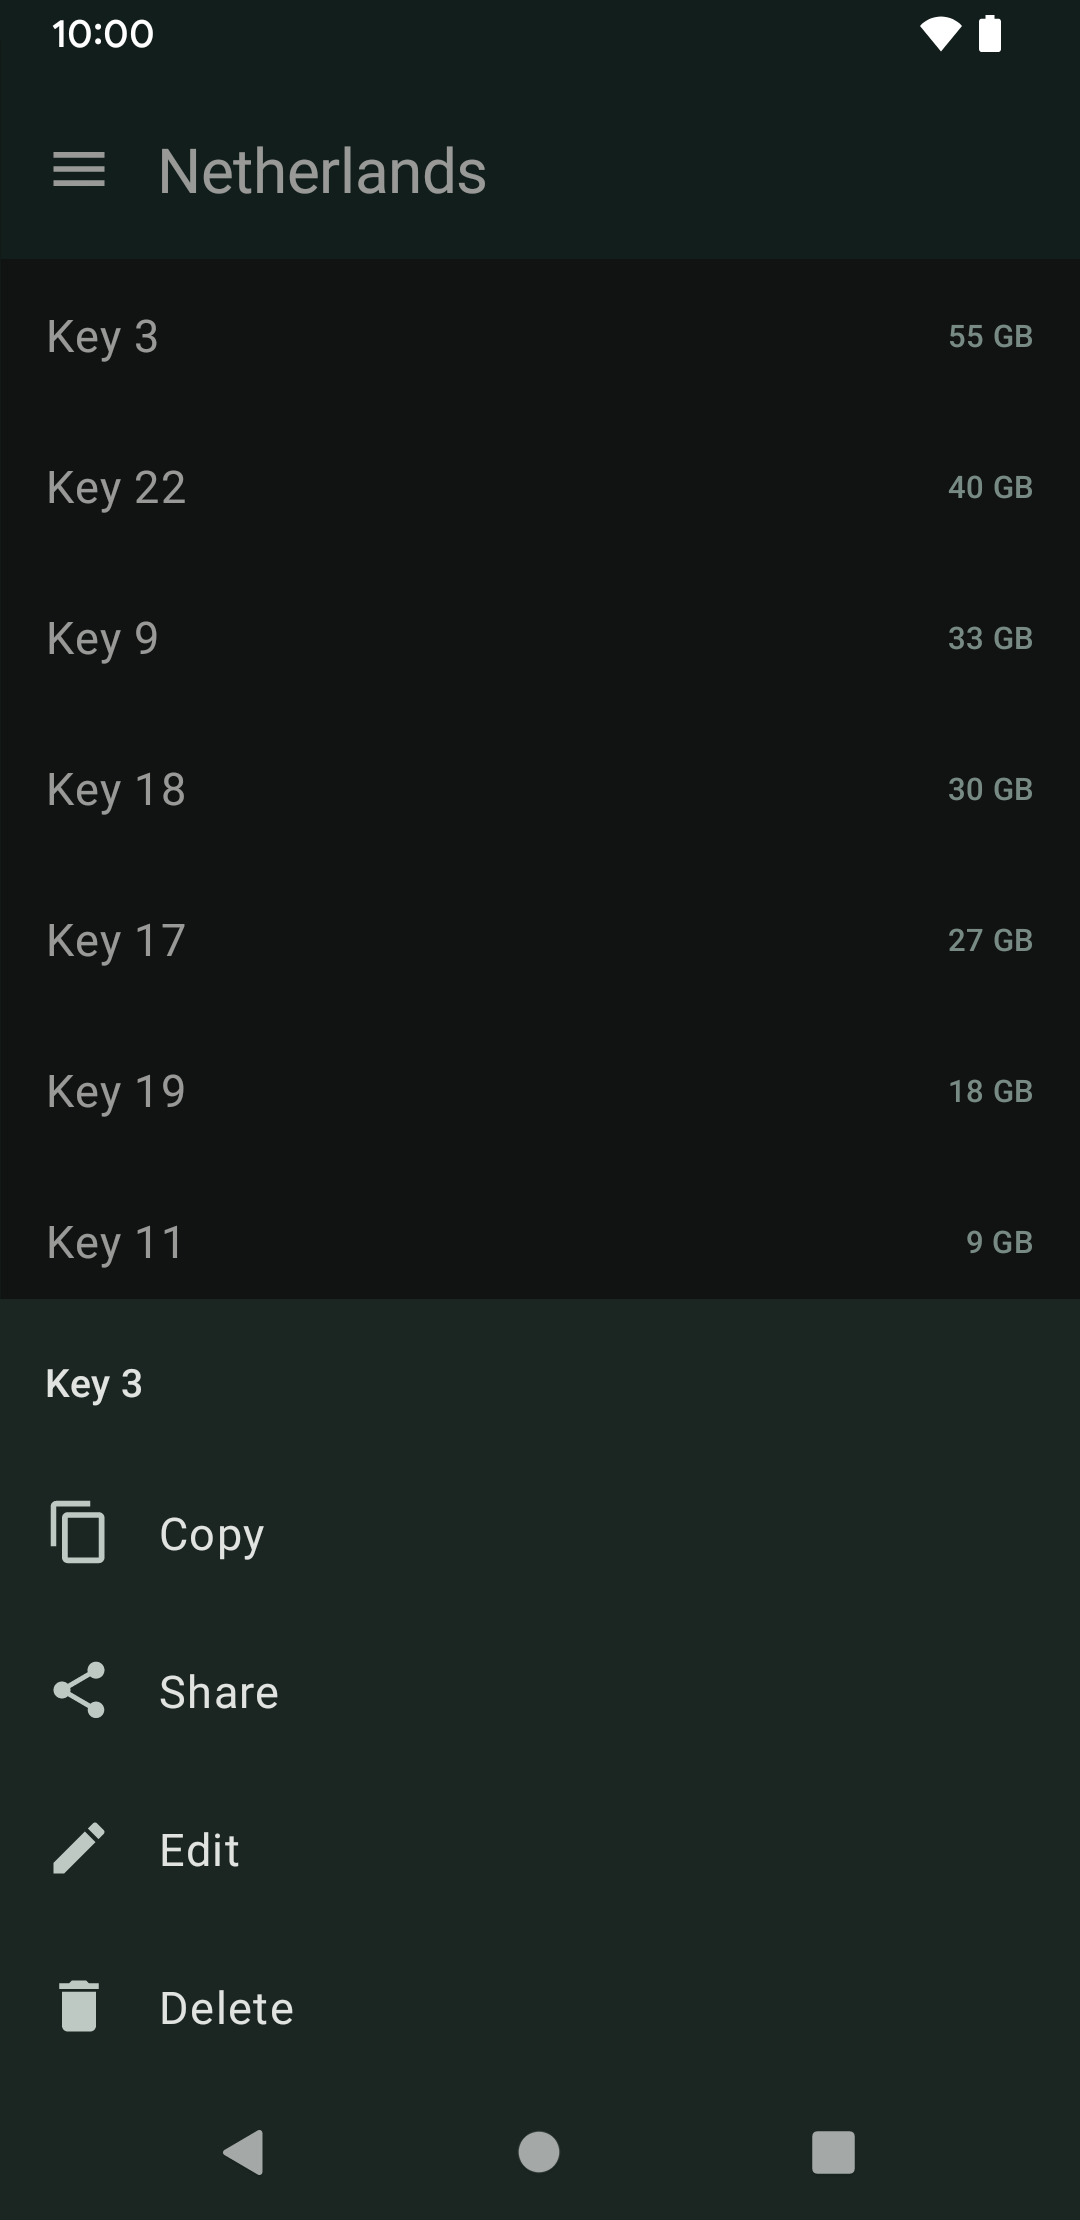 10:00
Netherlands
Key 3 55 GB
Key 22 40 GB
Key 9 33 GB
Key 18 30 GB
Key 17 27 GB
Key 19 18 GB
Key 11 9 GB
Key 3
Copy
Share
Edit
Delete